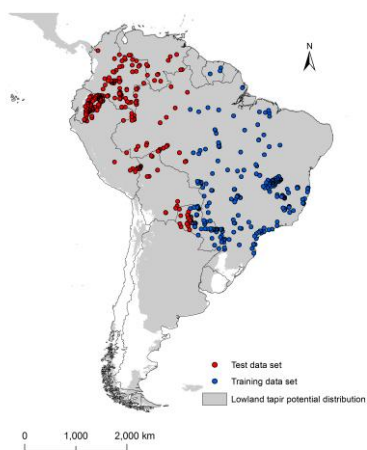 N
Test data set
Training data set
Lowland tapir potential distribution
0 1,000 2,000 km